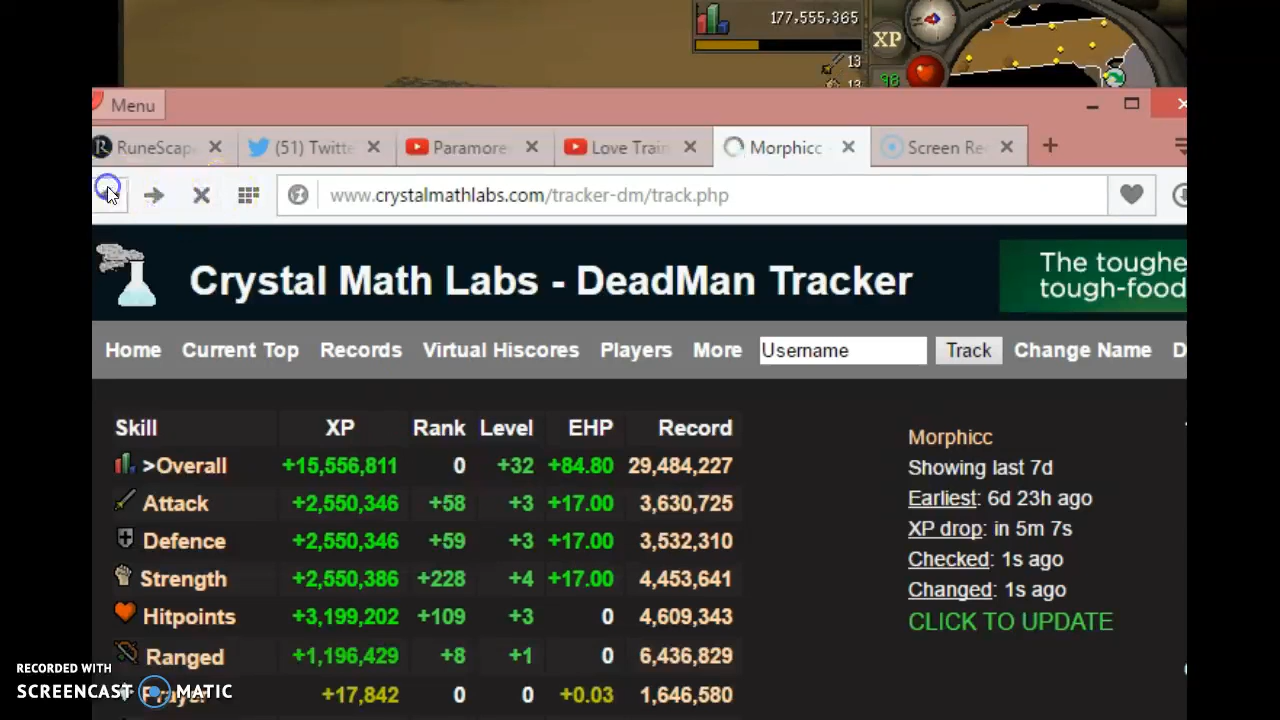 177,555,365
XP
13
98
13
Menu
RuneScap
(51) Twitte
Paramore
Love Train
Morphicc
Screen Re
www.crystalmathlabs.com/tracker-dm/track.php
Crystal Math Labs - DeadMan Tracker
The toughe
tough-food
Home Current Top Records Virtual Hiscores Players More Username Track Change Name D
Skill XP Rank Level EHP Record
>Overall +15,556,811 0 +32 +84.80 29,484,227
Attack +2,550,346 +58 +3 +17.00 3,630,725
Defence +2,550,346 +59 +3 +17.00 3,532,310
Strength +2,550,386 +228 +4 +17.00 4,453,641
Hitpoints +3,199,202 +109 +3 0 4,609,343
Ranged +1,196,429 +8 +1 0 6,436,829
Prayer +17,842 0 0 +0.03 1,646,580
Morphicc
Showing last 7d
Earliest: 6d 23h ago
XP drop: in 5m 7s
Checked: 1s ago
Changed: 1s ago
CLICK TO UPDATE
RECORDED WITH
SCREENCAST MATIC